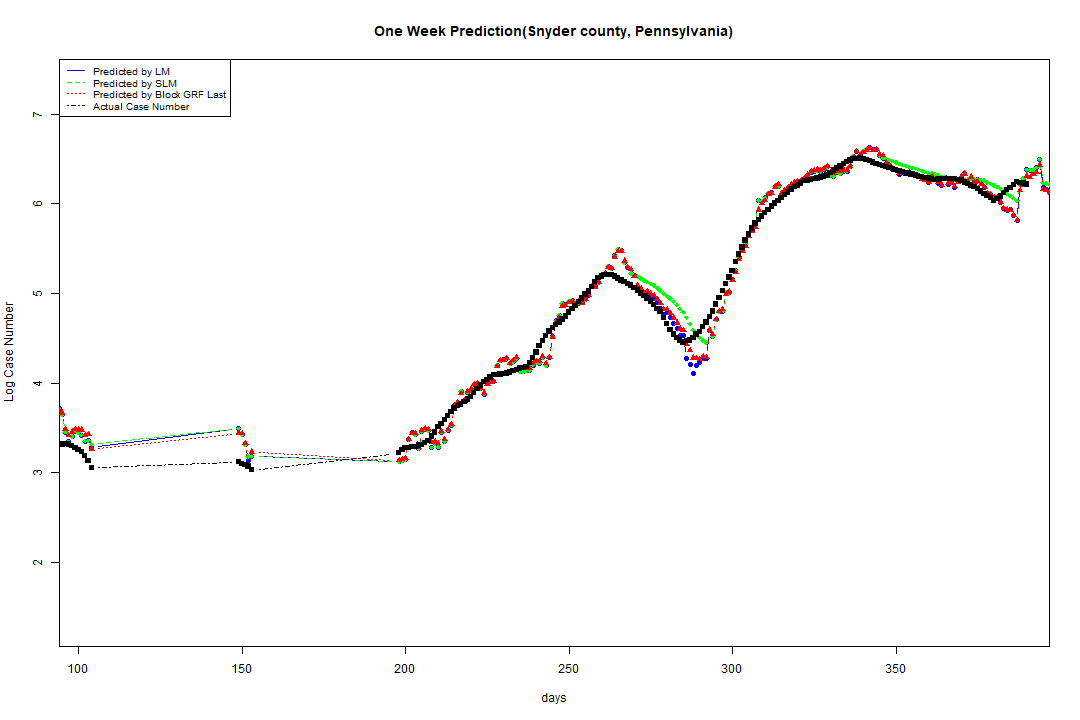 One Week Prediction(Snyder county, Pennsylvania)
Predicted by LM
Predicted by SLM
Predicted by Block GRF Last
Actual Case Number
7
6
5
4
3
2
Log Case Number
100 150 200 250 300 350
days